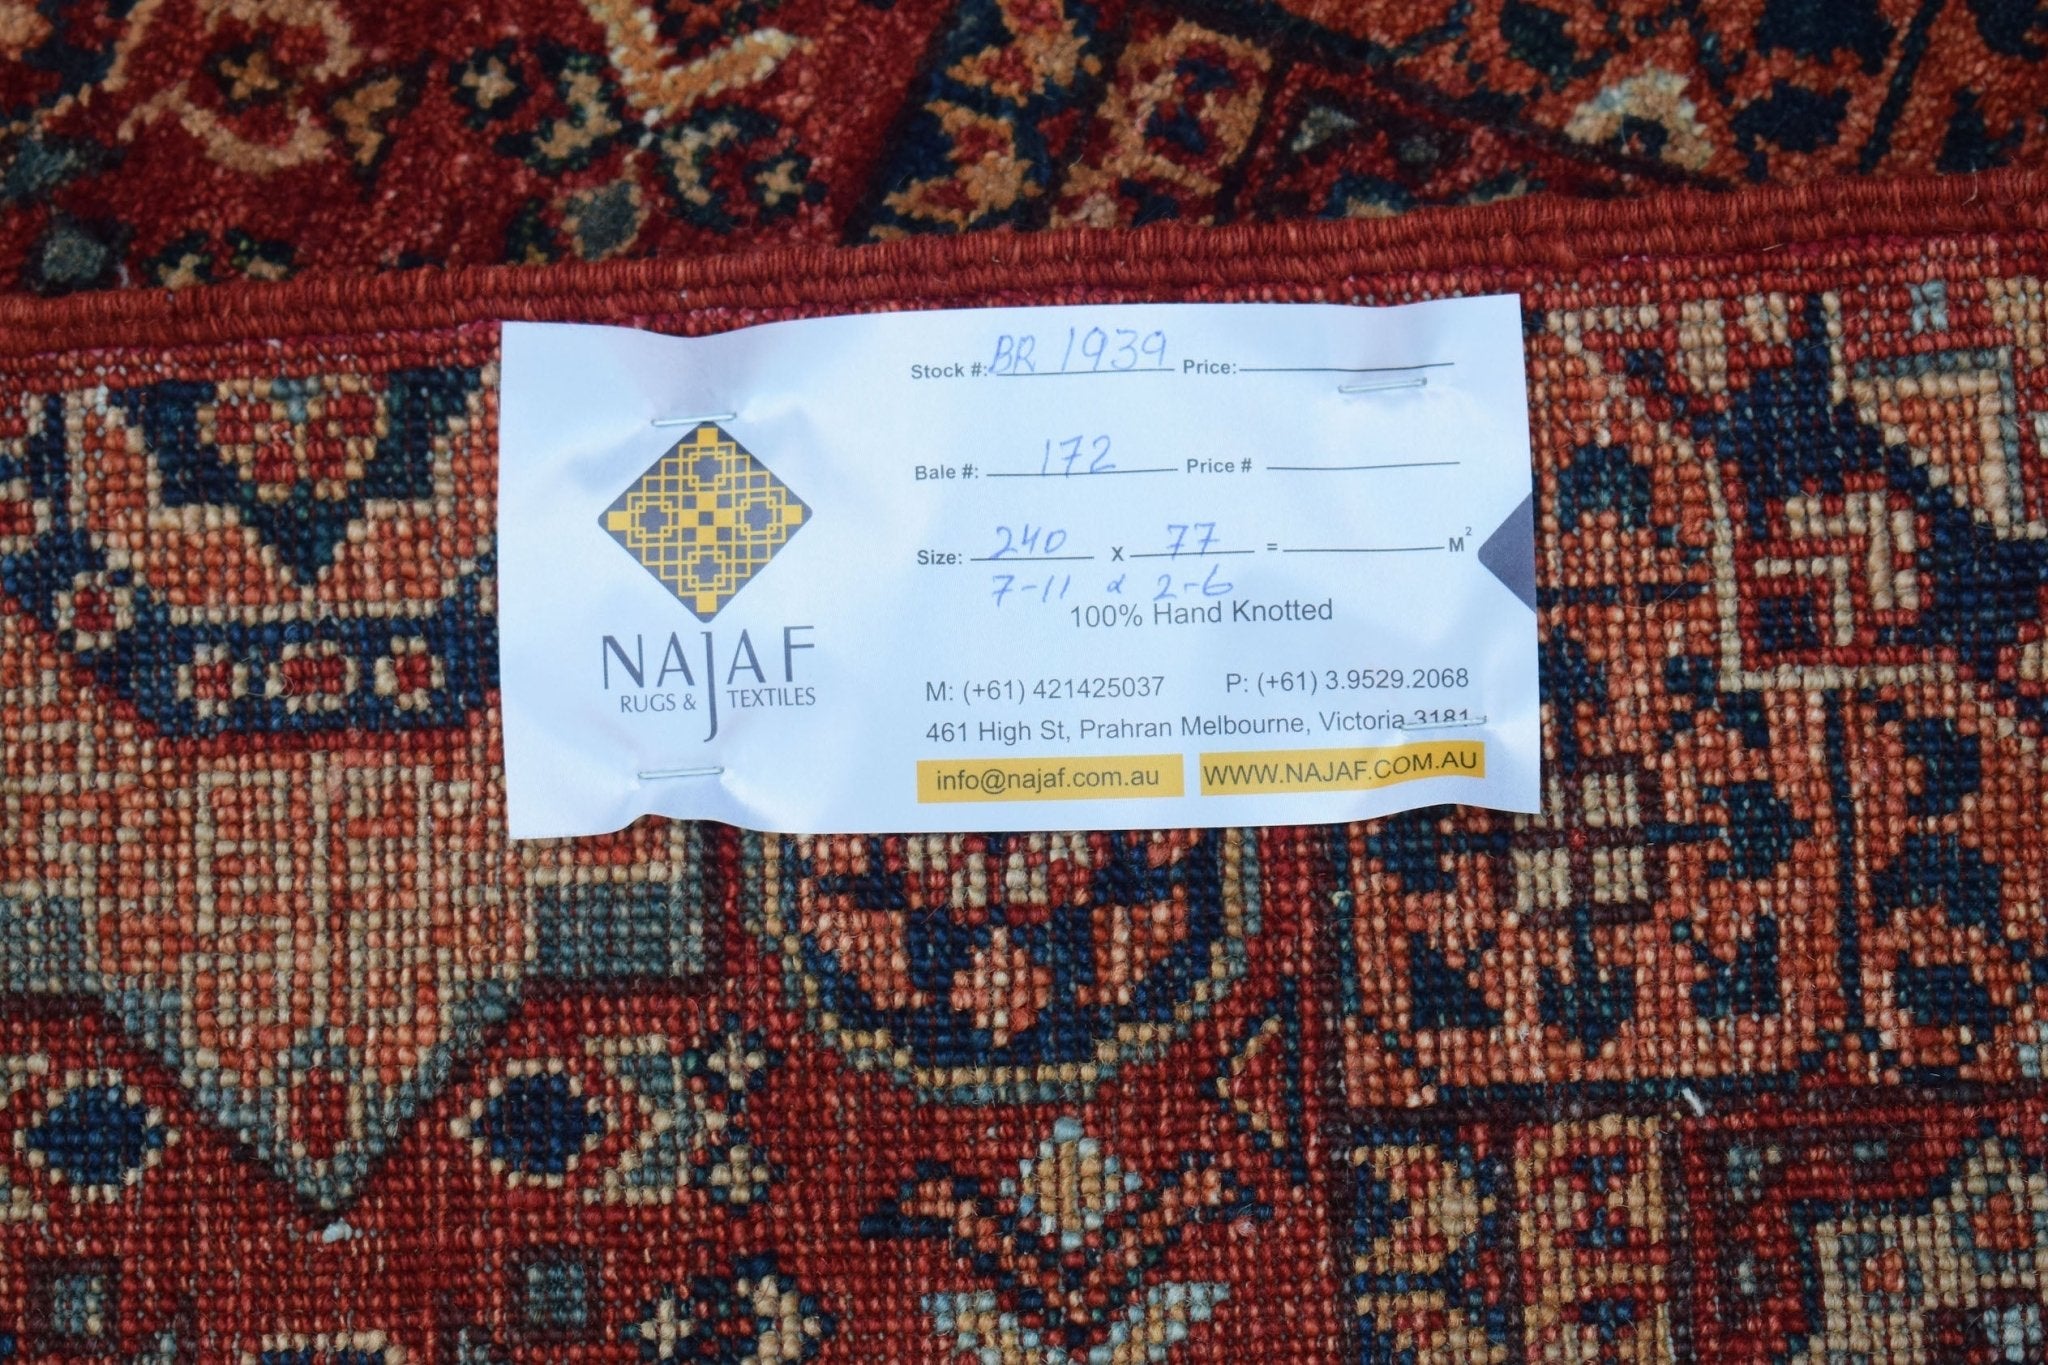 Stock #: BR 1939 Price:
Bale #: 172 Price #
Size: 240 X 77 = M²
7-11 x 2-6
100% Hand Knotted
NAJAF
RUGS & TEXTILES
M: (+61) 421425037 P: (+61) 3.9529.2068
461 High St, Prahran Melbourne, Victoria 3181
info@najaf.com.au WWW.NAJAF.COM.AU